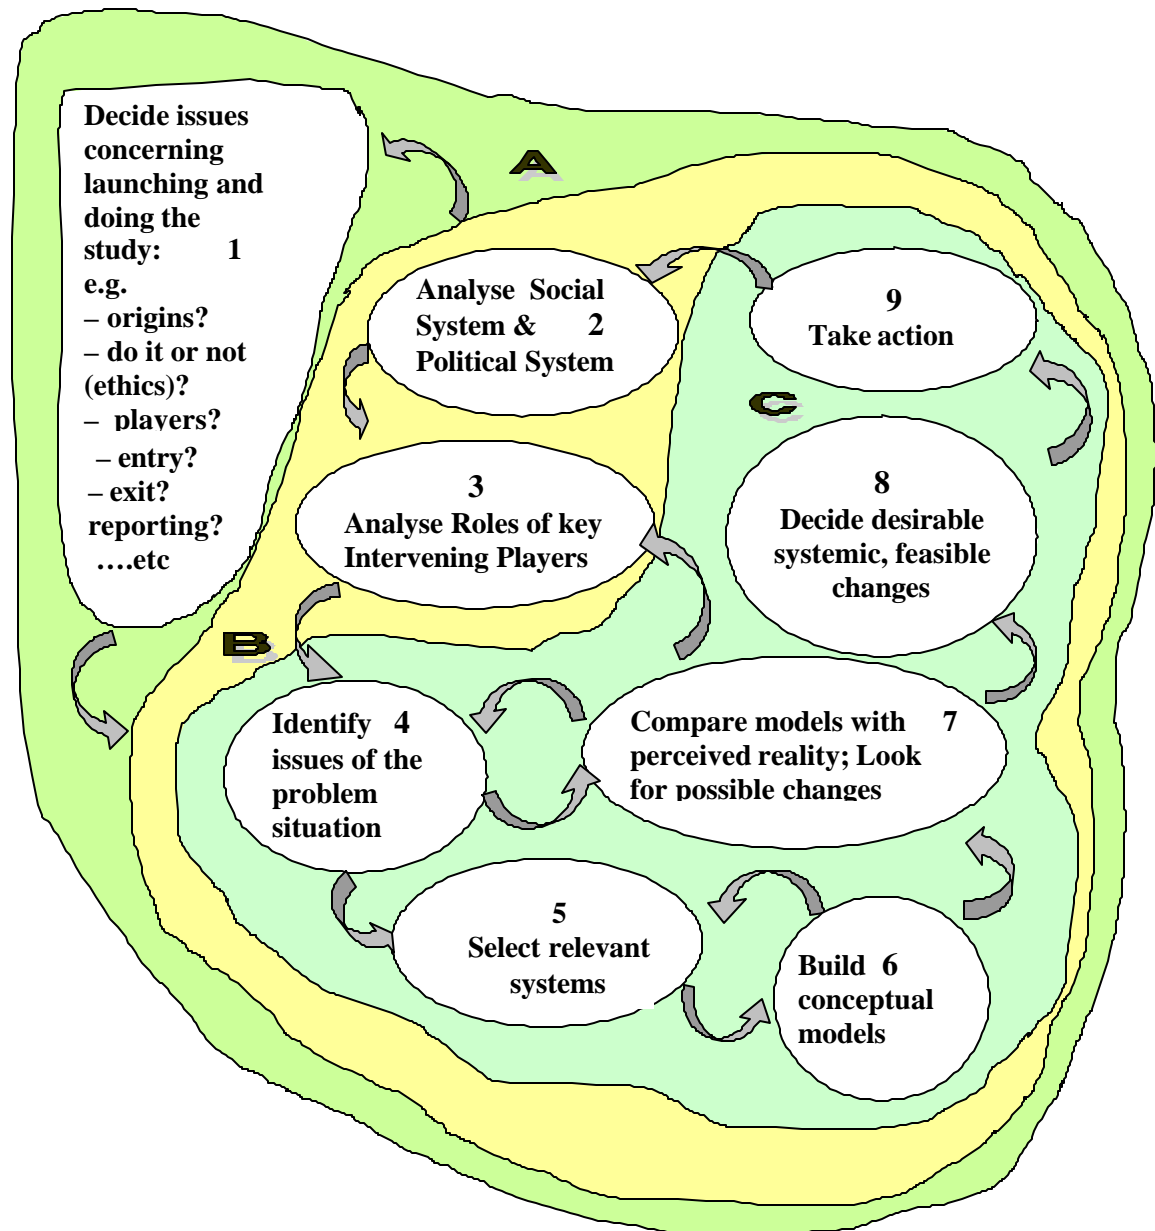 Decide issues
concerning
launching and
doing the
study: 1
e.g.
– origins?
– do it or not
(ethics)?
– players?
– entry?
– exit?
reporting?
….etc
A
Analyse Social
System & 2
Political System
9
Take action
C
3
Analyse Roles of key
Intervening Players
8
Decide desirable
systemic, feasible
changes
B
Identify 4
issues of the
problem
situation
Compare models with 7
perceived reality; Look
for possible changes
5
Select relevant
systems
Build 6
conceptual
models